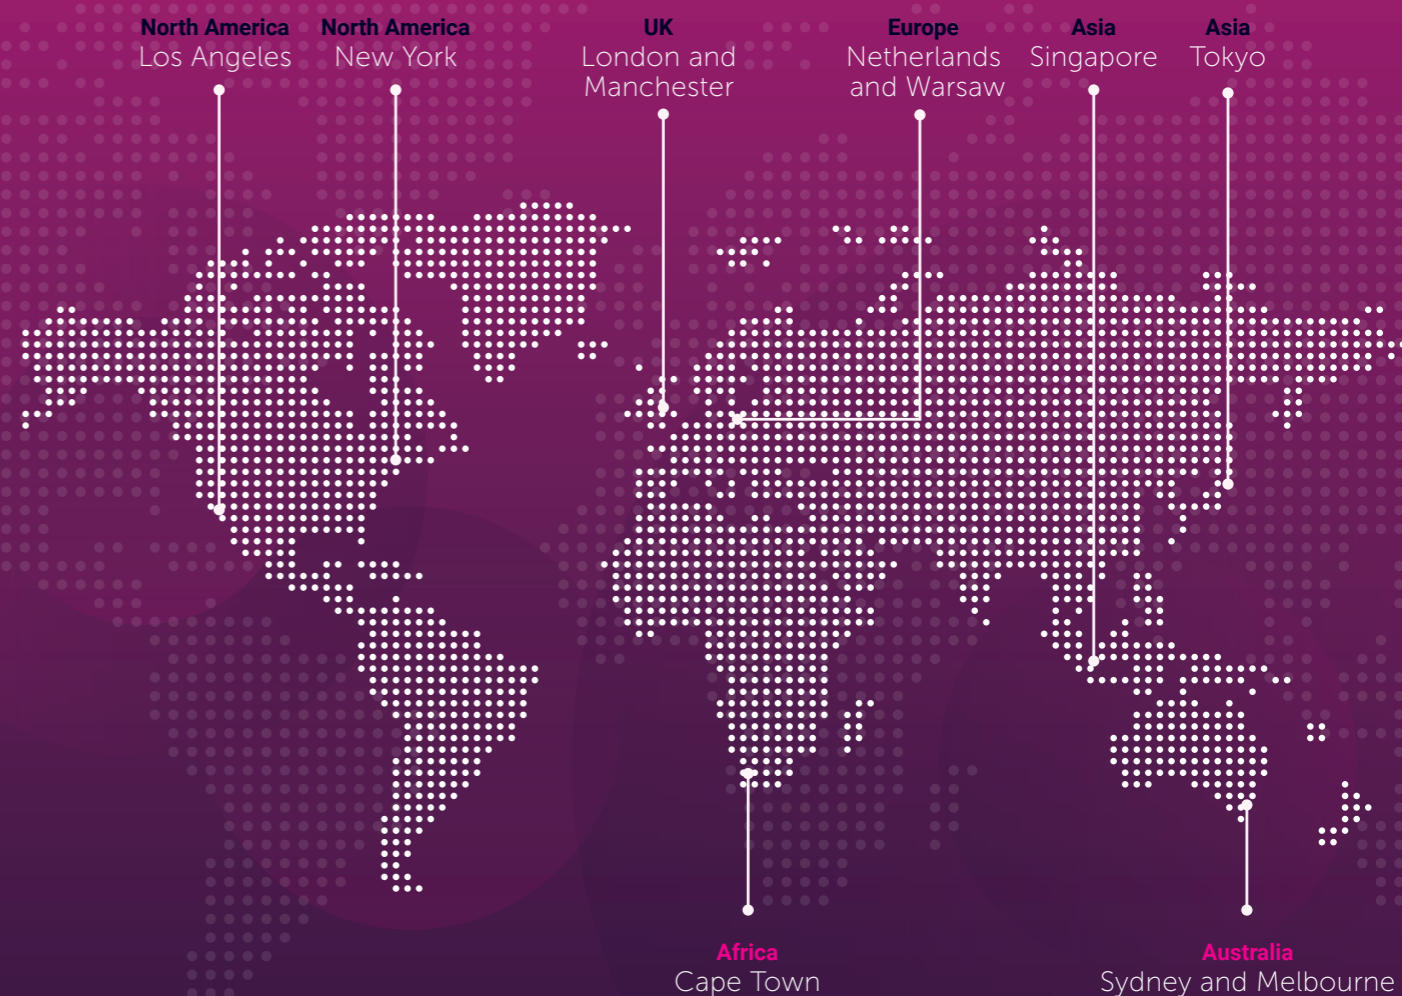 North America
Los Angeles
North America
New York
UK
London and
Manchester
Europe
Netherlands
and Warsaw
Asia
Singapore
Asia
Tokyo
Africa
Cape Town
Australia
Sydney and Melbourne